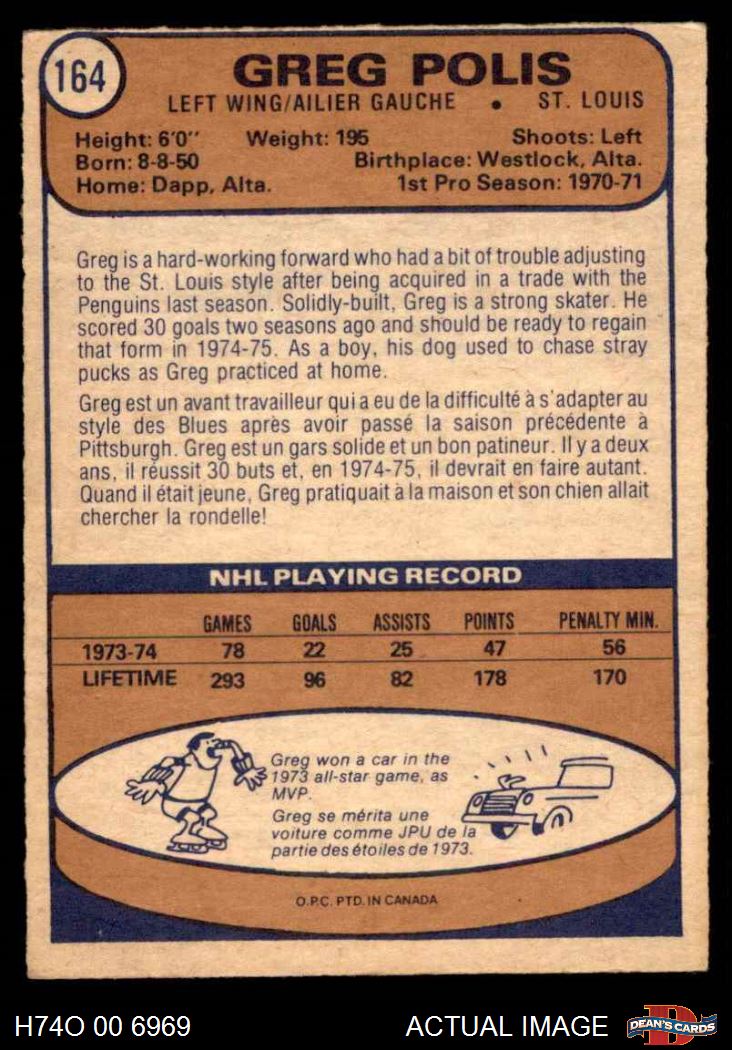 164
GREG POLIS
LEFT WING/AILIER GAUCHE • ST. LOUIS
Height: 6'0" Weight: 195 Shoots: Left
Born: 8-8-50 Birthplace: Westlock, Alta.
Home: Dapp, Alta. 1st Pro Season: 1970-71
Greg is a hard-working forward who had a bit of trouble adjusting
to the St. Louis style after being acquired in a trade with the
Penguins last season. Solidly-built, Greg is a strong skater. He
scored 30 goals two seasons ago and should be ready to regain
that form in 1974-75. As a boy, his dog used to chase stray
pucks as Greg practiced at home.
Greg est un avant travailleur qui a eu de la difficulté à s'adapter au
style des Blues après avoir passé la saison précédente à
Pittsburgh. Greg est un gars solide et un bon patineur. Il y a deux
ans, il réussit 30 buts et, en 1974-75, il devrait en faire autant.
Quand il était jeune, Greg pratiquait à la maison et son chien allait
chercher la rondelle!
NHL PLAYING RECORD
GAMES GOALS ASSISTS POINTS PENALTY MIN.
1973-74 78 22 25 47 56
LIFETIME 293 96 82 178 170
Greg won a car in the
1973 all-star game, as
MVP.
Greg se mérita une
voiture comme JPU de la
partie des étoiles de 1973.
O.P.C. PTD. IN CANADA
H74O 00 6969 ACTUAL IMAGE
D
DEAN'S CARDS